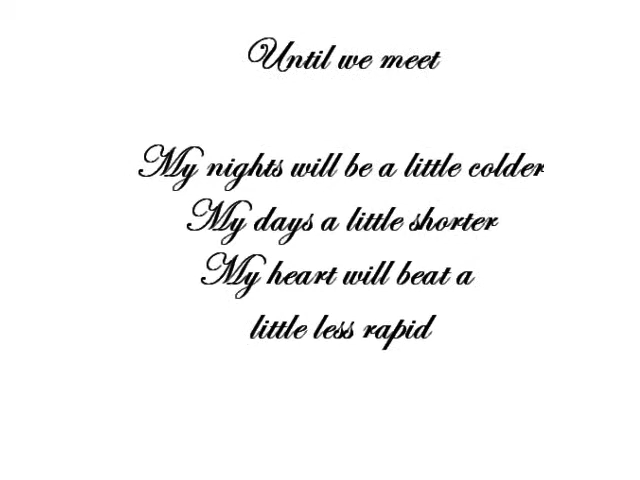 Until we meet
My nights will be a little colder
My days a little shorter
My heart will beat a
little less rapid